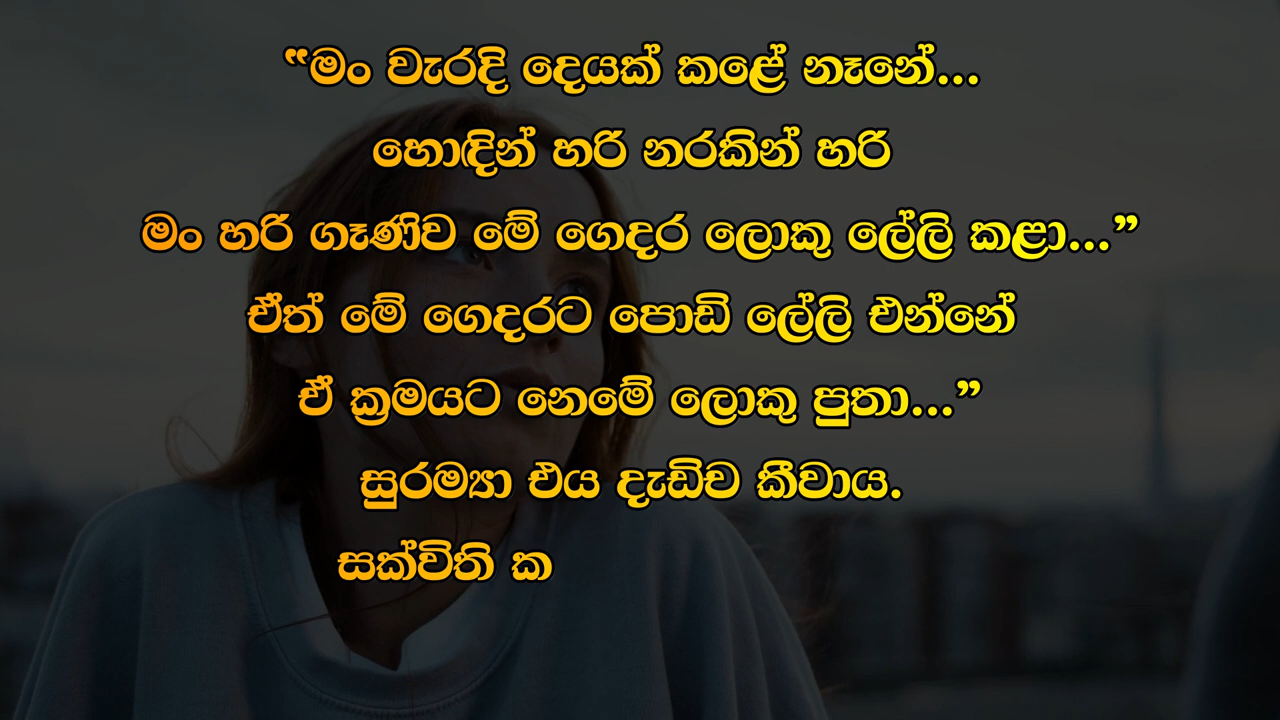 “මං වැරදි දෙයක් කළේ නෑනේ...
හොඳින් හරි නරකින් හරි
මං හරි ගෑණිව මේ ගෙදර ලොකු ලේලි කළා...”
ඒත් මේ ගෙදරට පොඩි ලේලි එන්නේ
ඒ ක්‍රමයට නෙමේ ලොකු පුතා...”
සුරම්‍යා එය දැඩිව කීවාය.
සක්විති ක